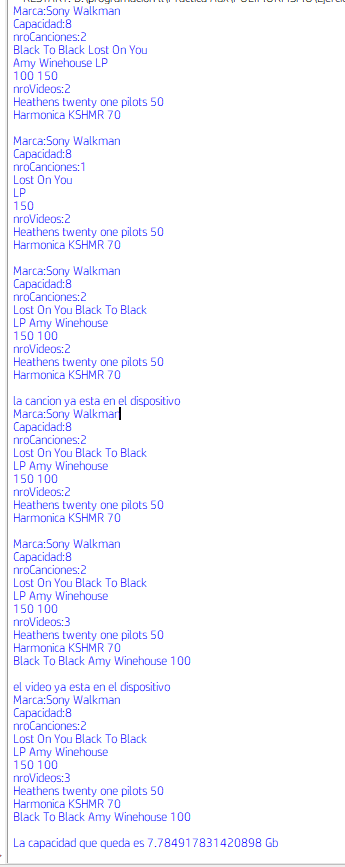 Marca:Sony Walkman
Capacidad:8
nroCanciones:2
Black To Black Lost On You
Amy Winehouse LP
100 150
nroVideos:2
Heathens twenty one pilots 50
Harmonica KSHMR 70
Marca:Sony Walkman
Capacidad:8
nroCanciones:1
Lost On You
LP
150
nroVideos:2
Heathens twenty one pilots 50
Harmonica KSHMR 70
Marca:Sony Walkman
Capacidad:8
nroCanciones:2
Lost On You Black To Black
LP Amy Winehouse
150 100
nroVideos:2
Heathens twenty one pilots 50
Harmonica KSHMR 70
la cancion ya esta en el dispositivo
Marca:Sony Walkman
Capacidad:8
nroCanciones:2
Lost On You Black To Black
LP Amy Winehouse
150 100
nroVideos:2
Heathens twenty one pilots 50
Harmonica KSHMR 70
Marca:Sony Walkman
Capacidad:8
nroCanciones:2
Lost On You Black To Black
LP Amy Winehouse
150 100
nroVideos:3
Heathens twenty one pilots 50
Harmonica KSHMR 70
Black To Black Amy Winehouse 100
el video ya esta en el dispositivo
Marca:Sony Walkman
Capacidad:8
nroCanciones:2
Lost On You Black To Black
LP Amy Winehouse
150 100
nroVideos:3
Heathens twenty one pilots 50
Harmonica KSHMR 70
Black To Black Amy Winehouse 100
La capacidad que queda es 7.784917831420898 Gb